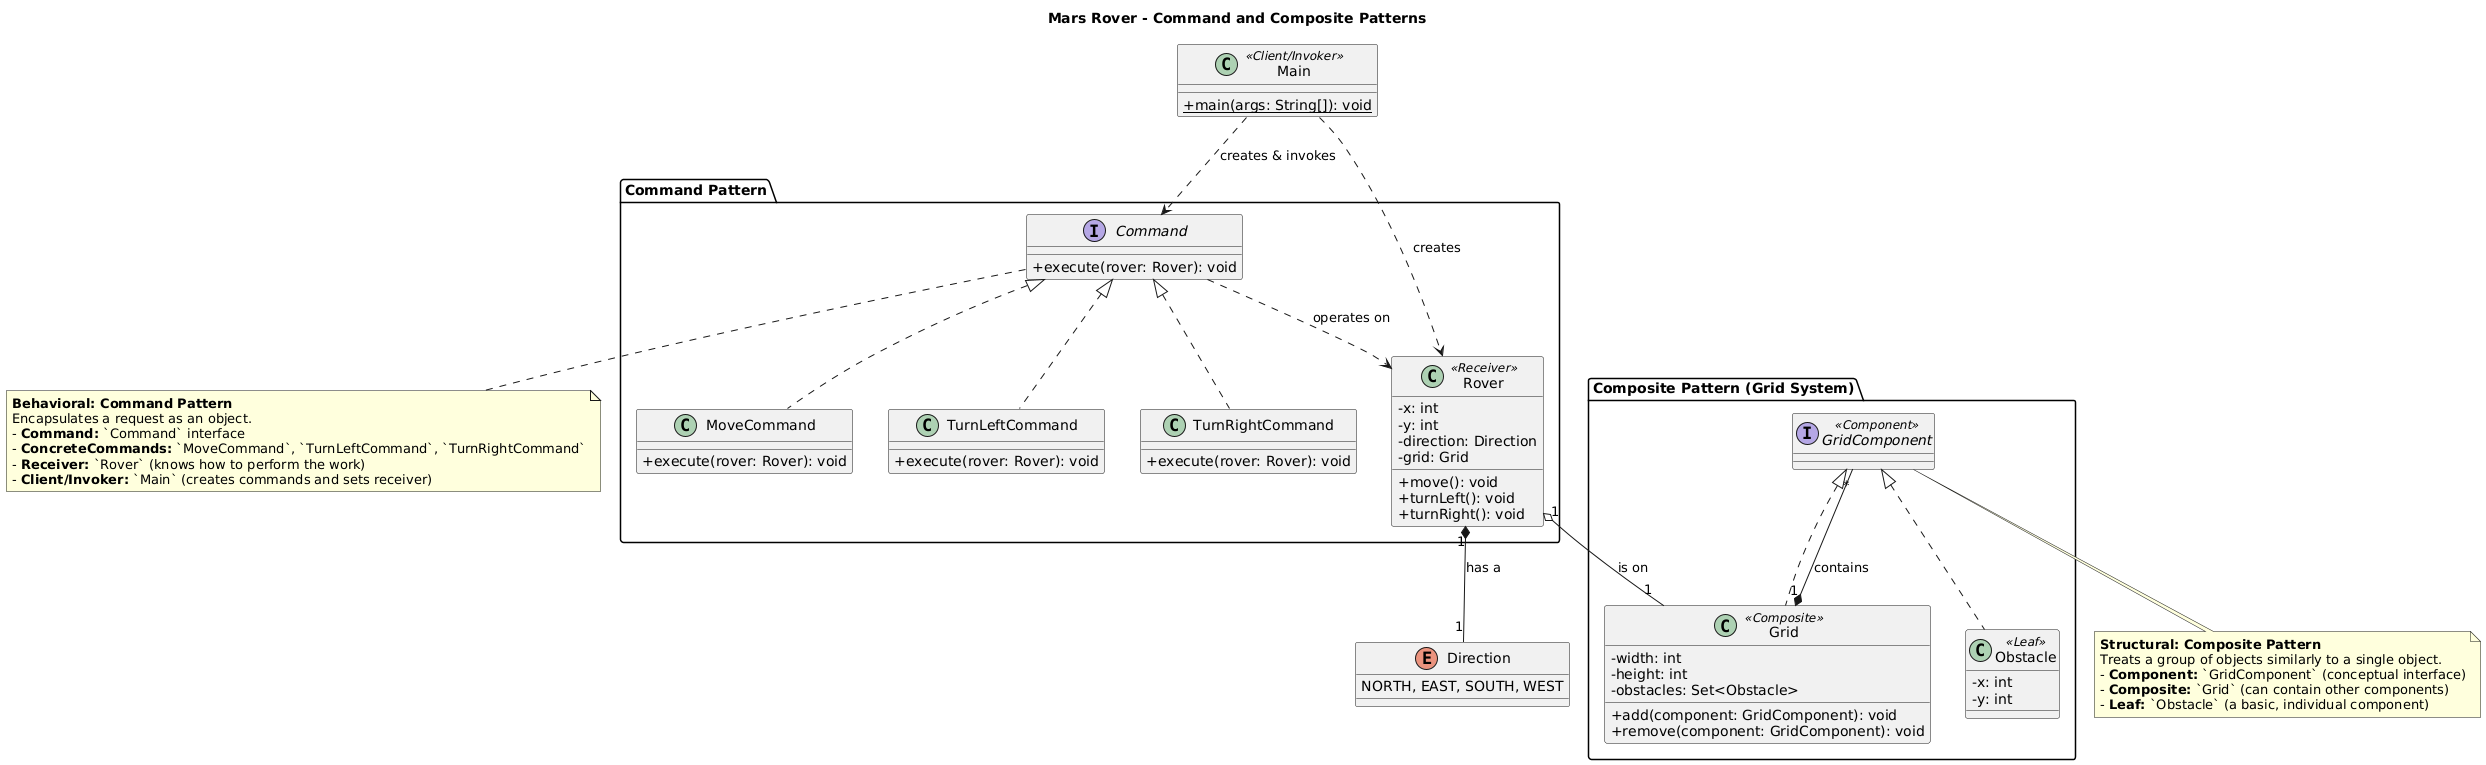 Mars Rover - Command and Composite Patterns
C «Client/Invoker»
Main
+main(args: String[]): void
creates & invokes
creates
Command Pattern
I Command
+execute(rover: Rover): void
operates on
C MoveCommand
+execute(rover: Rover): void
C TurnLeftCommand
+execute(rover: Rover): void
C TurnRightCommand
+execute(rover: Rover): void
C «Receiver»
Rover
-x: int
-y: int
-direction: Direction
-grid: Grid
+move(): void
+turnLeft(): void
+turnRight(): void
Behavioral: Command Pattern
Encapsulates a request as an object.
- Command: `Command` interface
- ConcreteCommands: `MoveCommand`, `TurnLeftCommand`, `TurnRightCommand`
- Receiver: `Rover` (knows how to perform the work)
- Client/Invoker: `Main` (creates commands and sets receiver)
1
has a
1
E Direction
NORTH, EAST, SOUTH, WEST
1
is on
1
Composite Pattern (Grid System)
I «Component»
GridComponent
*
contains
1
C «Composite»
Grid
-width: int
-height: int
-obstacles: Set<Obstacle>
+add(component: GridComponent): void
+remove(component: GridComponent): void
C «Leaf»
Obstacle
-x: int
-y: int
Structural: Composite Pattern
Treats a group of objects similarly to a single object.
- Component: `GridComponent` (conceptual interface)
- Composite: `Grid` (can contain other components)
- Leaf: `Obstacle` (a basic, individual component)